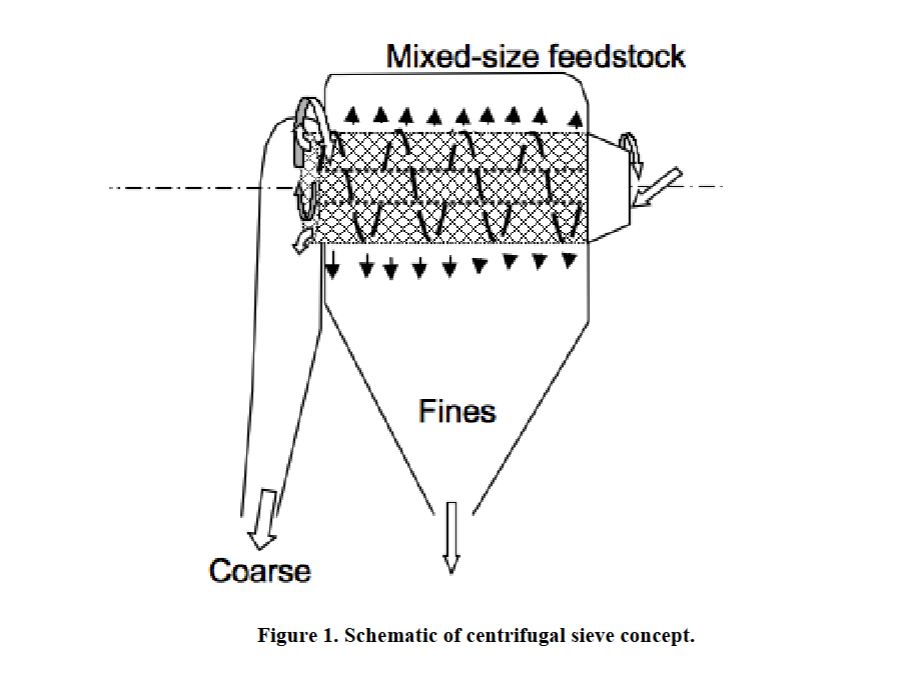 Mixed-size feedstock
Fines
Coarse
Figure 1. Schematic of centrifugal sieve concept.